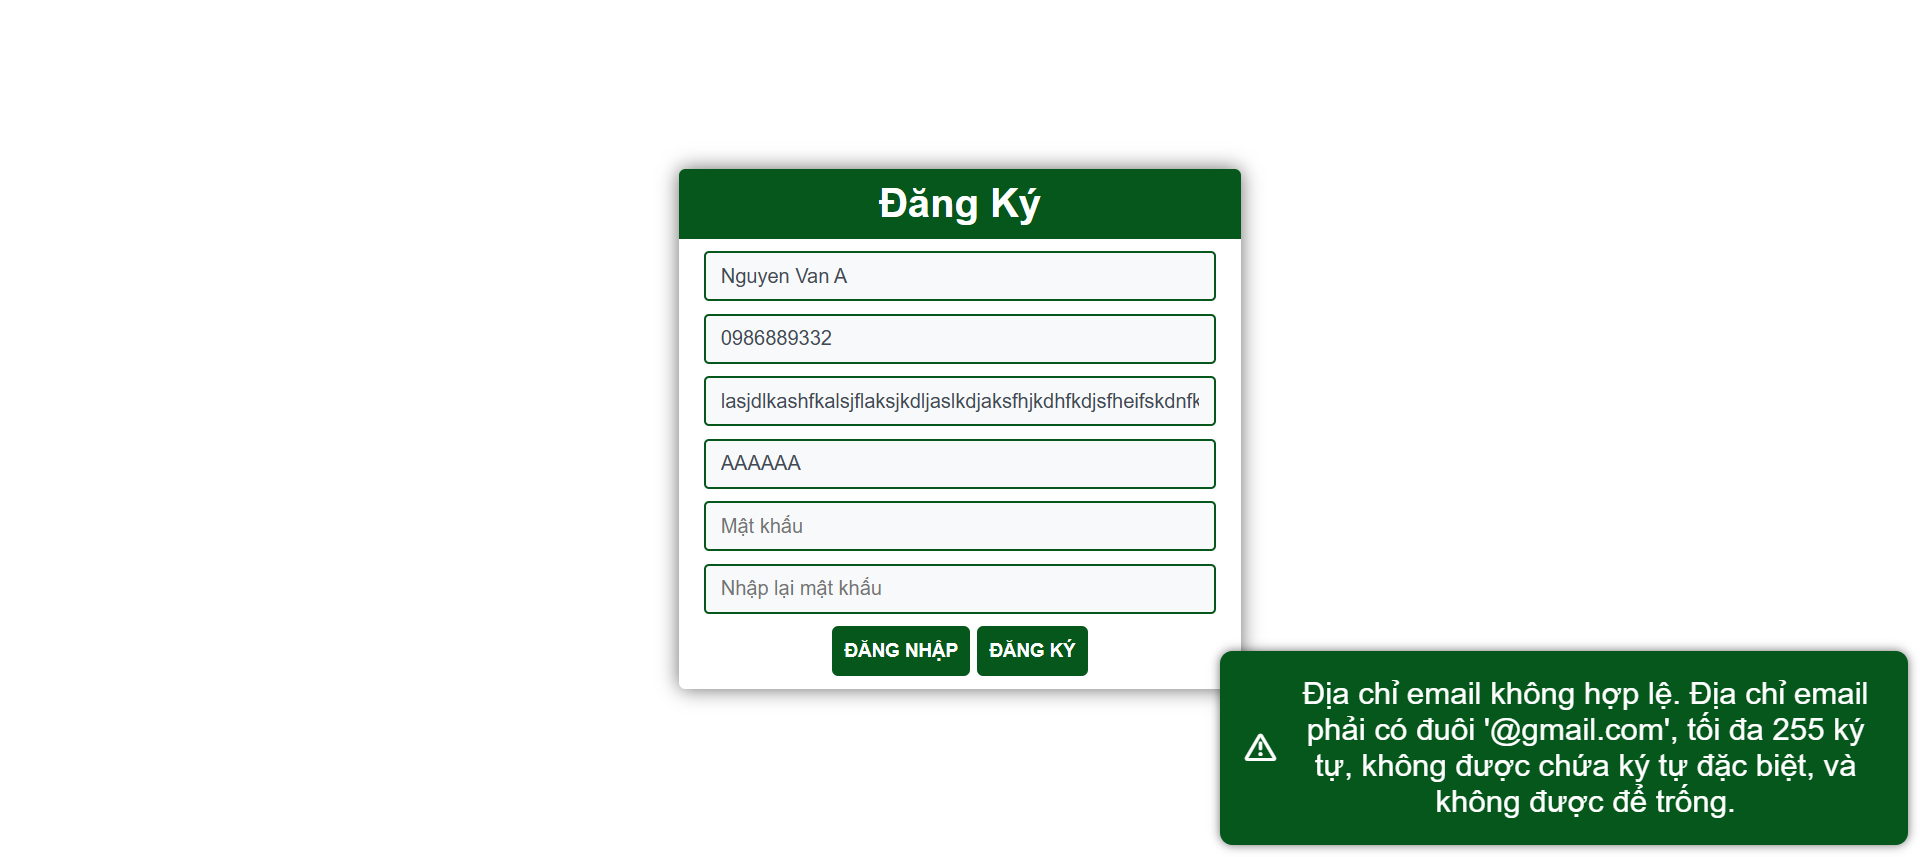 Đăng Ký
Nguyen Van A
0986889332
lasjdlkashfkalsjflaksjkdljaslkdjaksfhjkdhfkdjsfheifskdnfk
AAAAAA
Mật khẩu
Nhập lại mật khẩu
ĐĂNG NHẬP ĐĂNG KÝ
Địa chỉ email không hợp lệ. Địa chỉ email
phải có đuôi '@gmail.com', tối đa 255 ký
tự, không được chứa ký tự đặc biệt, và
không được để trống.